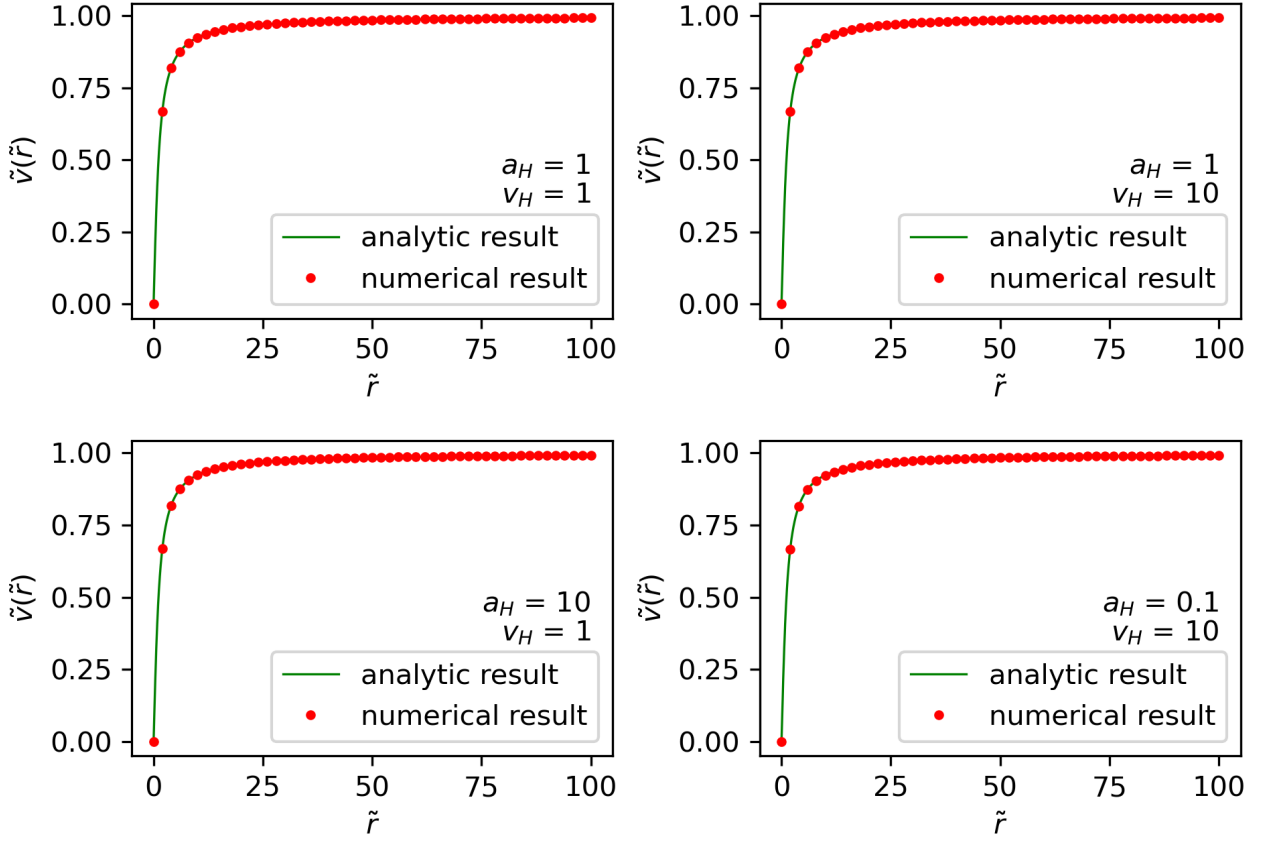 1.00
0.75
0.50
0.25
0.00
ṽ(r̃)
a_H = 1
v_H = 1
analytic result
numerical result
0 25 50 75 100
r̃
1.00
0.75
0.50
0.25
0.00
ṽ(r̃)
a_H = 1
v_H = 10
analytic result
numerical result
0 25 50 75 100
r̃
1.00
0.75
0.50
0.25
0.00
ṽ(r̃)
a_H = 10
v_H = 1
analytic result
numerical result
0 25 50 75 100
r̃
1.00
0.75
0.50
0.25
0.00
ṽ(r̃)
a_H = 0.1
v_H = 10
analytic result
numerical result
0 25 50 75 100
r̃